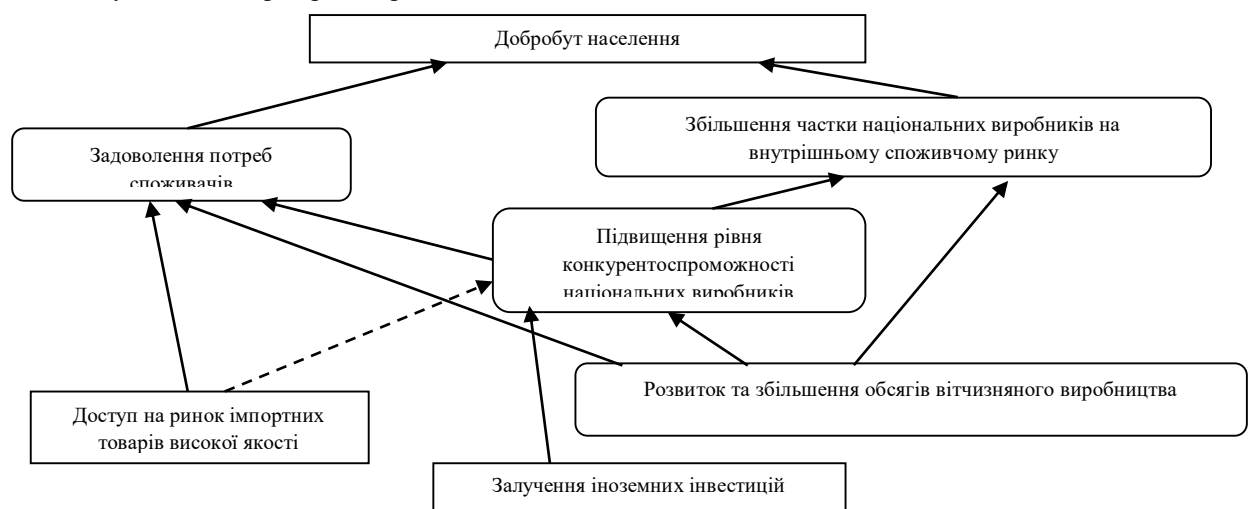 Добробут населення
Збільшення частки національних виробників на
внутрішньому споживчому ринку
Задоволення потреб
споживачів
Підвищення рівня
конкурентоспроможності
національних виробників
Розвиток та збільшення обсягів вітчизняного виробництва
Доступ на ринок імпортних
товарів високої якості
Залучення іноземних інвестицій